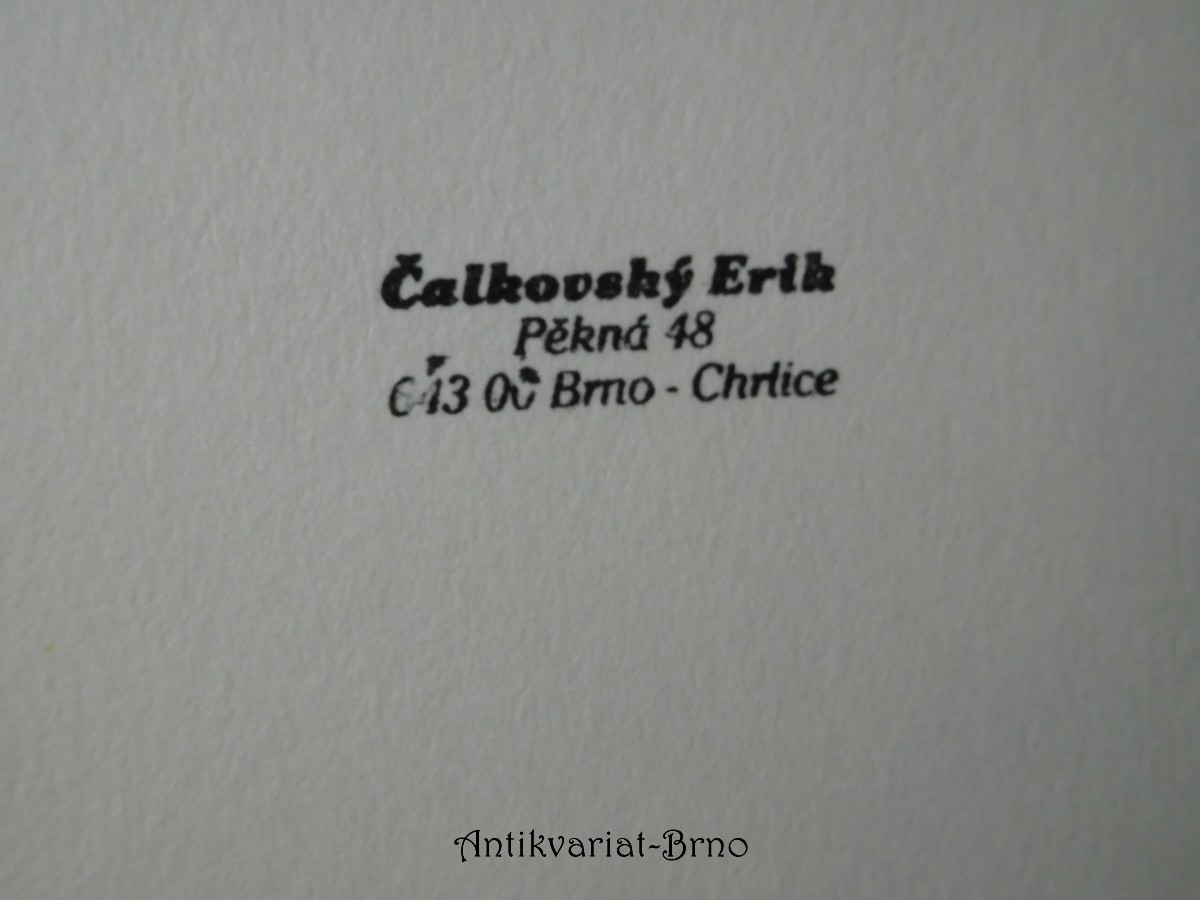 Čalkovský Erik
Pěkná 48
643 00 Brno - Chrlice
Antikvariat-Brno